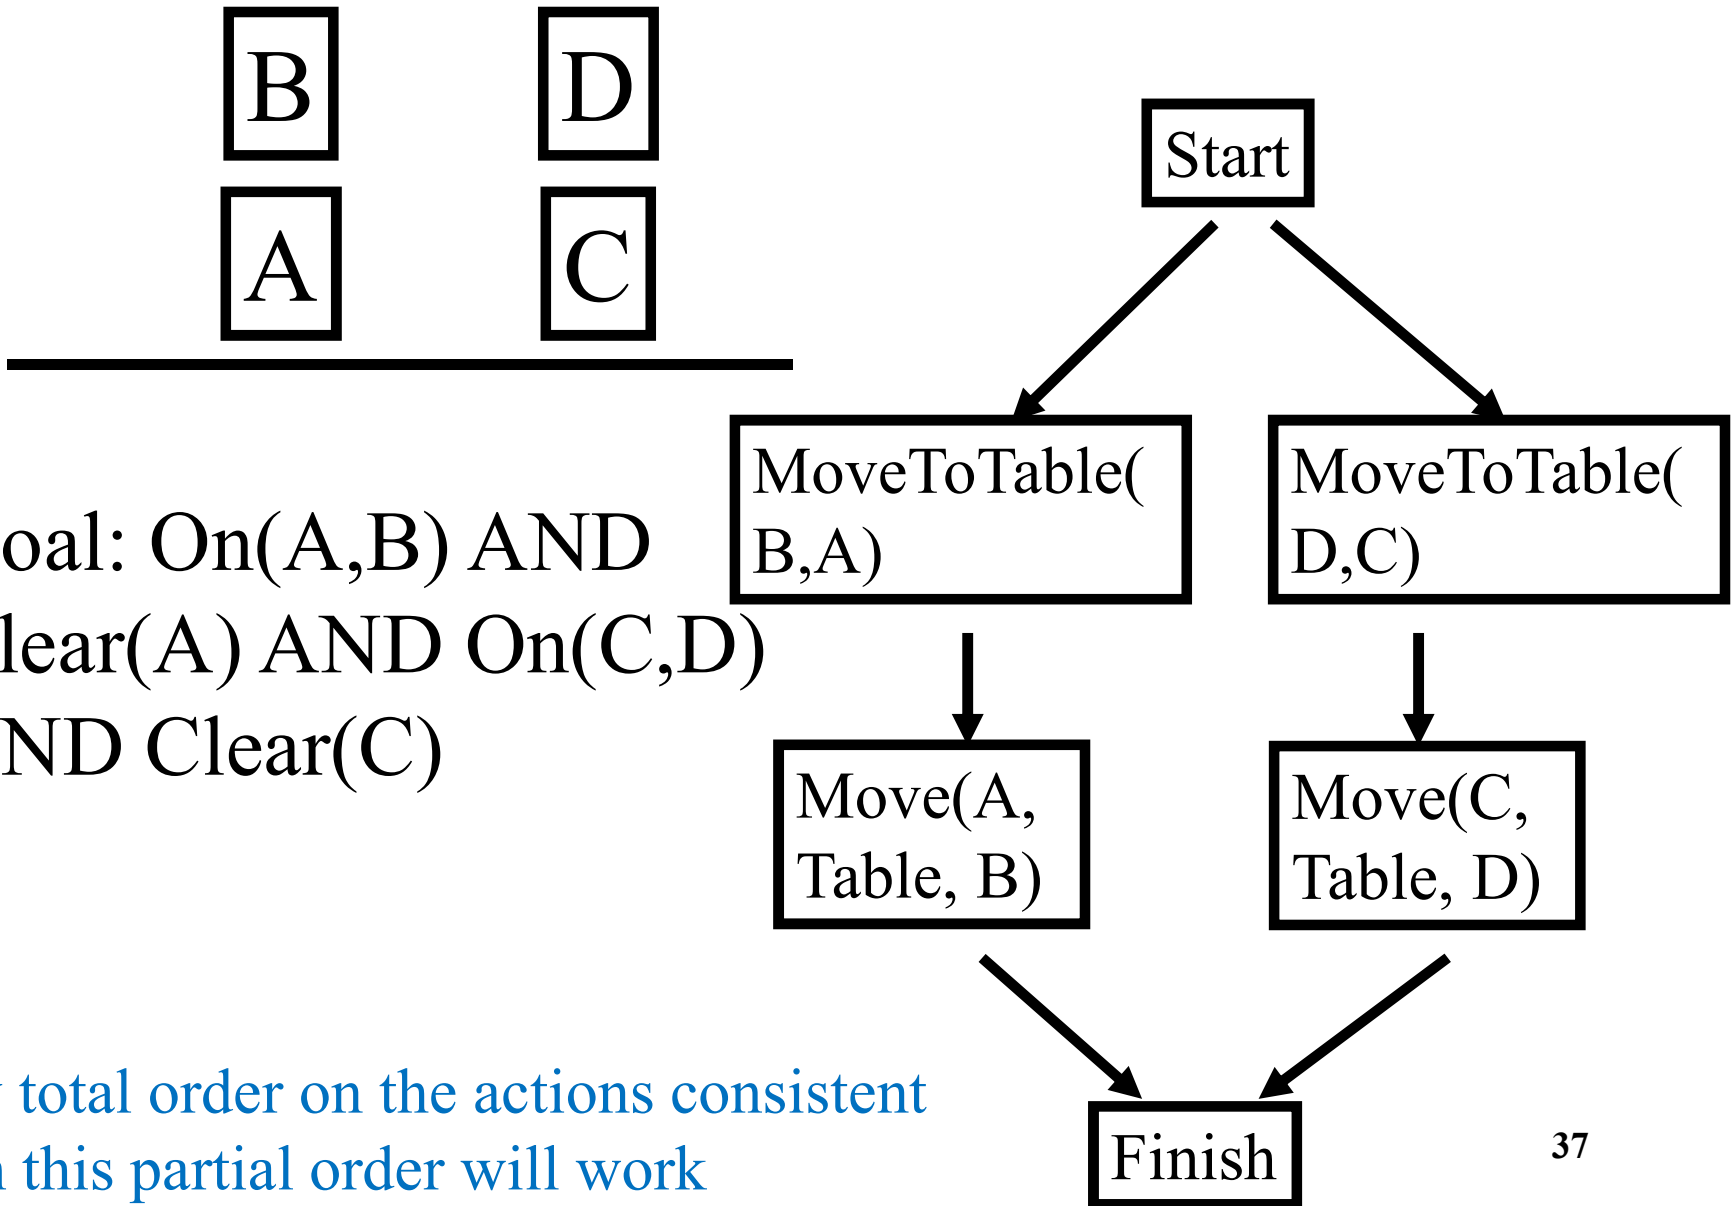 B
D
A
C
oal: On(A,B) AND
lear(A) AND On(C,D)
ND Clear(C)
Start
MoveToTable(
B,A)
MoveToTable(
D,C)
Move(A,
Table, B)
Move(C,
Table, D)
Finish
total order on the actions consistent
this partial order will work
37